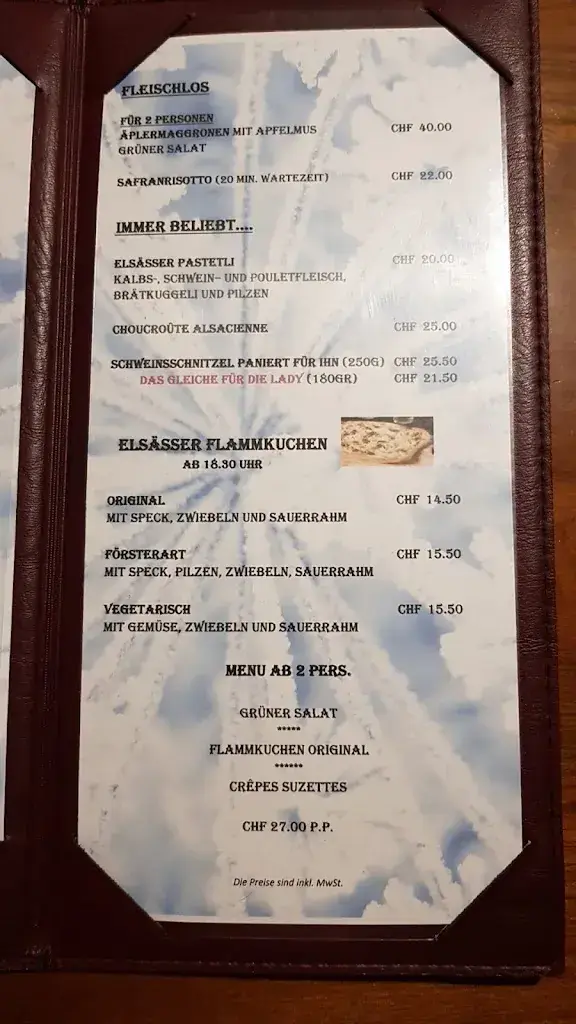 FLEISCHLOS
FÜR 2 PERSONEN
ÄPLERMAGGRONEN MIT APFELMUS CHF 40.00
GRÜNER SALAT
SAFRANRISOTTO (20 MIN. WARTEZEIT) CHF 22.00
IMMER BELIEBT....
ELSÄSSER PASTETLI CHF 20.00
KALBS-, SCHWEIN- UND POULETFLEISCH,
BRÄTKUGGELI UND PILZEN
CHOUCROÛTE ALSACIENNE CHF 25.00
SCHWEINSSCHNITZEL PANIERT FÜR IHN (250G) CHF 25.50
DAS GLEICHE FÜR DIE LADY (180GR) CHF 21.50
ELSÄSSER FLAMMKUCHEN
AB 18.30 UHR
ORIGINAL CHF 14.50
MIT SPECK, ZWIEBELN UND SAUERRAHM
FÖRSTERART CHF 15.50
MIT SPECK, PILZEN, ZWIEBELN, SAUERRAHM
VEGETARISCH CHF 15.50
MIT GEMÜSE, ZWIEBELN UND SAUERRAHM
MENU AB 2 PERS.
GRÜNER SALAT
*****
FLAMMKUCHEN ORIGINAL
******
CRÊPES SUZETTES
CHF 27.00 P.P.
Die Preise sind inkl. MwSt.